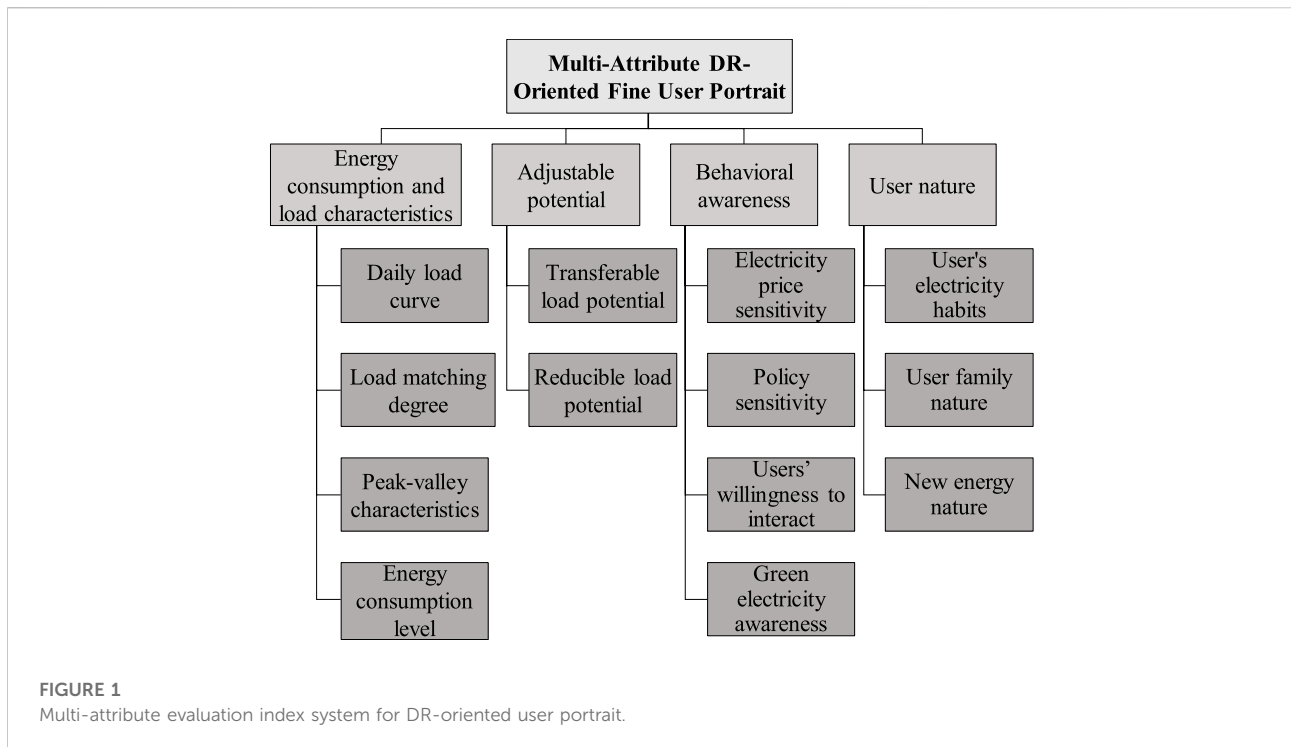 Multi-Attribute DR-
Oriented Fine User Portrait
Energy
consumption and
load characteristics
Daily load
curve
Load matching
degree
Peak-valley
characteristics
Energy
consumption
level
Adjustable
potential
Transferable
load potential
Reducible load
potential
Behavioral
awareness
Electricity
price
sensitivity
Policy
sensitivity
Users’
willingness to
interact
Green
electricity
awareness
User nature
User's
electricity
habits
User family
nature
New energy
nature
FIGURE 1
Multi-attribute evaluation index system for DR-oriented user portrait.